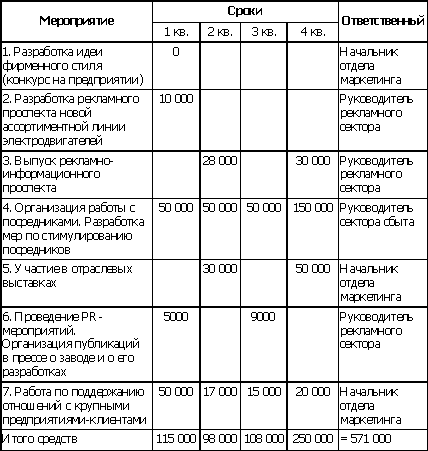 Мероприятие Сроки Ответственный
1 кв. 2 кв. 3 кв. 4 кв.
1. Разработка идеи 0 Начальник
фирменного стиля отдела
(конкурс на предприятии) маркетинга
2. Разработка рекламного 10 000 Руководитель
проспекта новой рекламного
ассортиментной линии сектора
электродвигателей
3. Выпуск рекламно- 28 000 30 000 Руководитель
информационного рекламного
проспекта сектора
4. Организация работы с 50 000 50 000 50 000 150 000 Руководитель
посредниками. Разработка сектора сбыта
мер по стимулированию
посредников
5. Участие в отраслевых 30 000 50 000 Начальник
выставках отдела
маркетинга
6. Проведение PR - 5000 9000 Руководитель
мероприятий. рекламного
Организация публикаций сектора
в прессе о заводе и о его
разработках
7. Работа по поддержанию 50 000 17 000 15 000 20 000 Начальник
отношений с крупными отдела
предприятиями-клиентами маркетинга
Итого средств 115 000 98 000 108 000 250 000 = 571 000